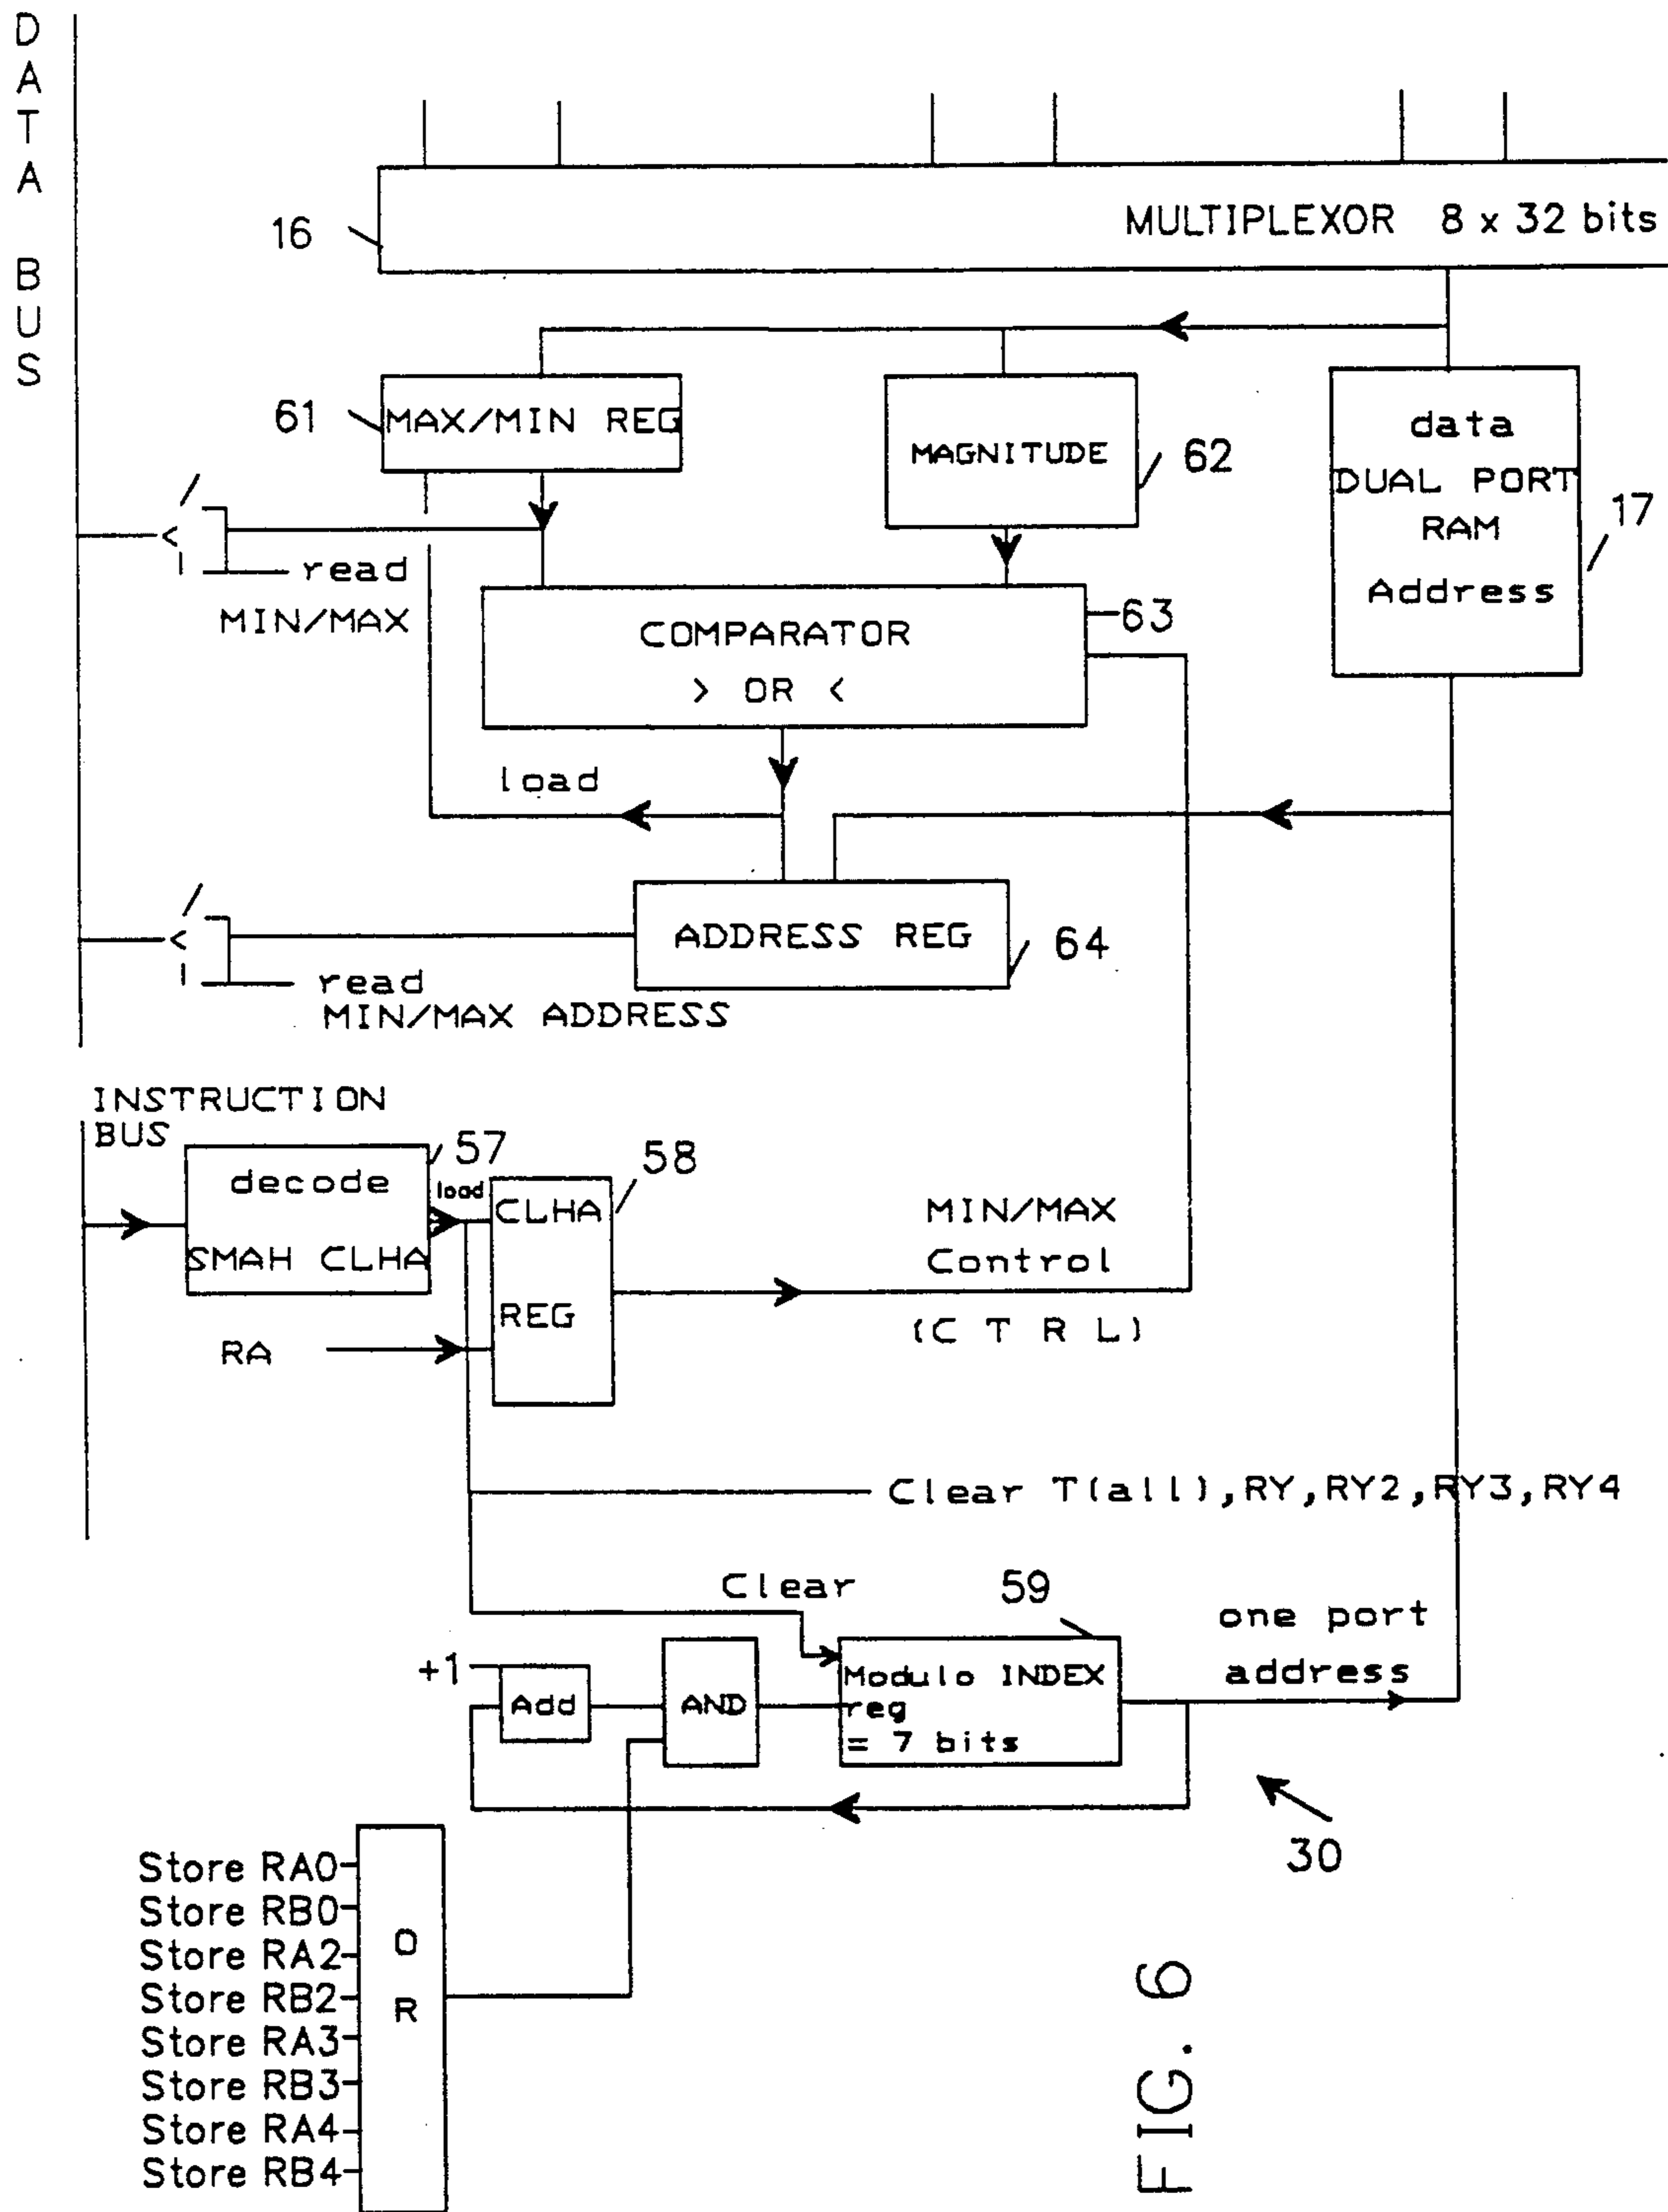 DATA BUS
16
MULTIPLEXOR 8 x 32 bits
61
MAX/MIN REG
MAGNITUDE
62
data
DUAL PORT
RAM
Address
17
read
MIN/MAX
COMPARATOR
> OR <
63
load
ADDRESS REG
64
read
MIN/MAX ADDRESS
INSTRUCTION
BUS
57
decode
SMAH CLHA
load
58
CLHA
REG
RA
MIN/MAX
Control
(C T R L)
Clear T(all),RY,RY2,RY3,RY4
Clear
59
+1
Add
AND
Modulo INDEX
reg
= 7 bits
one port
address
30
Store RA0
Store RB0
Store RA2
Store RB2
Store RA3
Store RB3
Store RA4
Store RB4
OR
FIG. 6